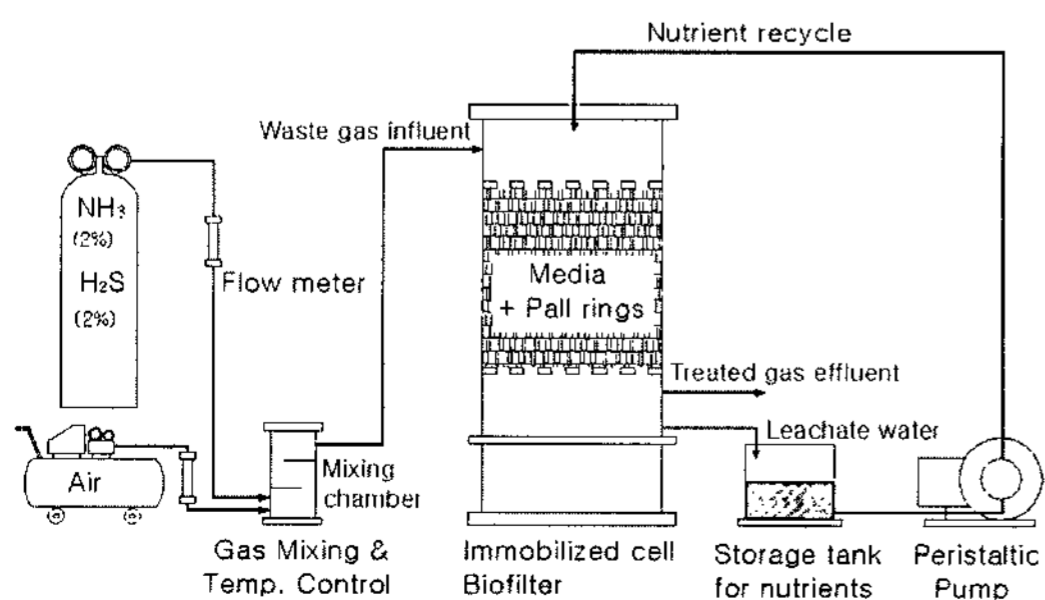 Nutrient recycle
Waste gas influent
NH₃
(2%)
H₂S
(2%)
Flow meter
Media
+ Pall rings
Treated gas effluent
Leachate water
Air
Mixing
chamber
Gas Mixing &
Temp. Control
Immobilized cell
Biofilter
Storage tank
for nutrients
Peristaltic
Pump